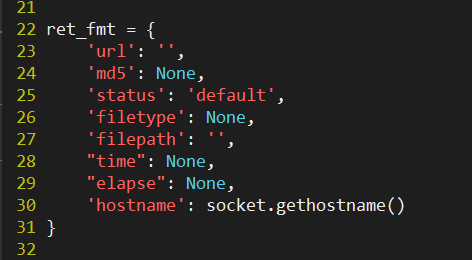 21
22 ret_fmt = {
23     'url': '',
24     'md5': None,
25     'status': 'default',
26     'filetype': None,
27     'filepath': '',
28     "time": None,
29     "elapse": None,
30     'hostname': socket.gethostname()
31 }
32